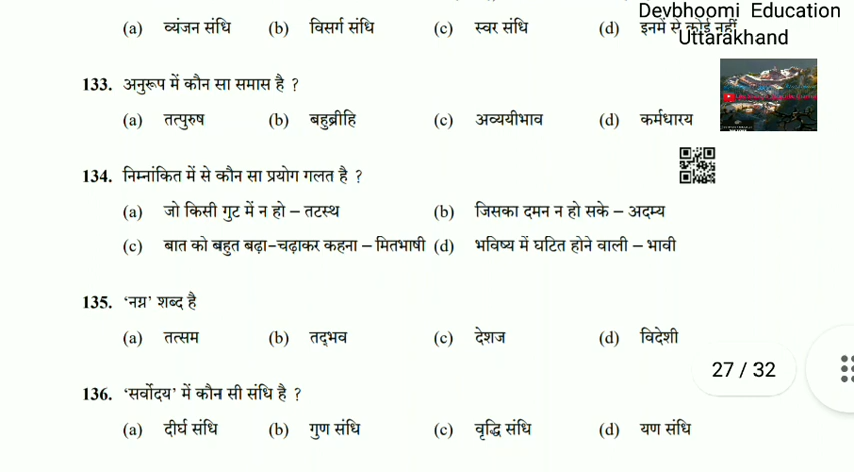 Devbhoomi Education
Uttarakhand
(a) व्यंजन संधि (b) विसर्ग संधि (c) स्वर संधि (d) इनमें से कोई नहीं
133. अनुरूप में कौन सा समास है ?
(a) तत्पुरुष (b) बहुब्रीहि (c) अव्ययीभाव (d) कर्मधारय
134. निम्नांकित में से कौन सा प्रयोग गलत है ?
(a) जो किसी गुट में न हो – तटस्थ (b) जिसका दमन न हो सके – अदम्य
(c) बात को बहुत बढ़ा-चढ़ाकर कहना – मितभाषी (d) भविष्य में घटित होने वाली – भावी
135. ‘नग्न’ शब्द है
(a) तत्सम (b) तद्भव (c) देशज (d) विदेशी
27 / 32
136. ‘सर्वोदय’ में कौन सी संधि है ?
(a) दीर्घ संधि (b) गुण संधि (c) वृद्धि संधि (d) यण संधि